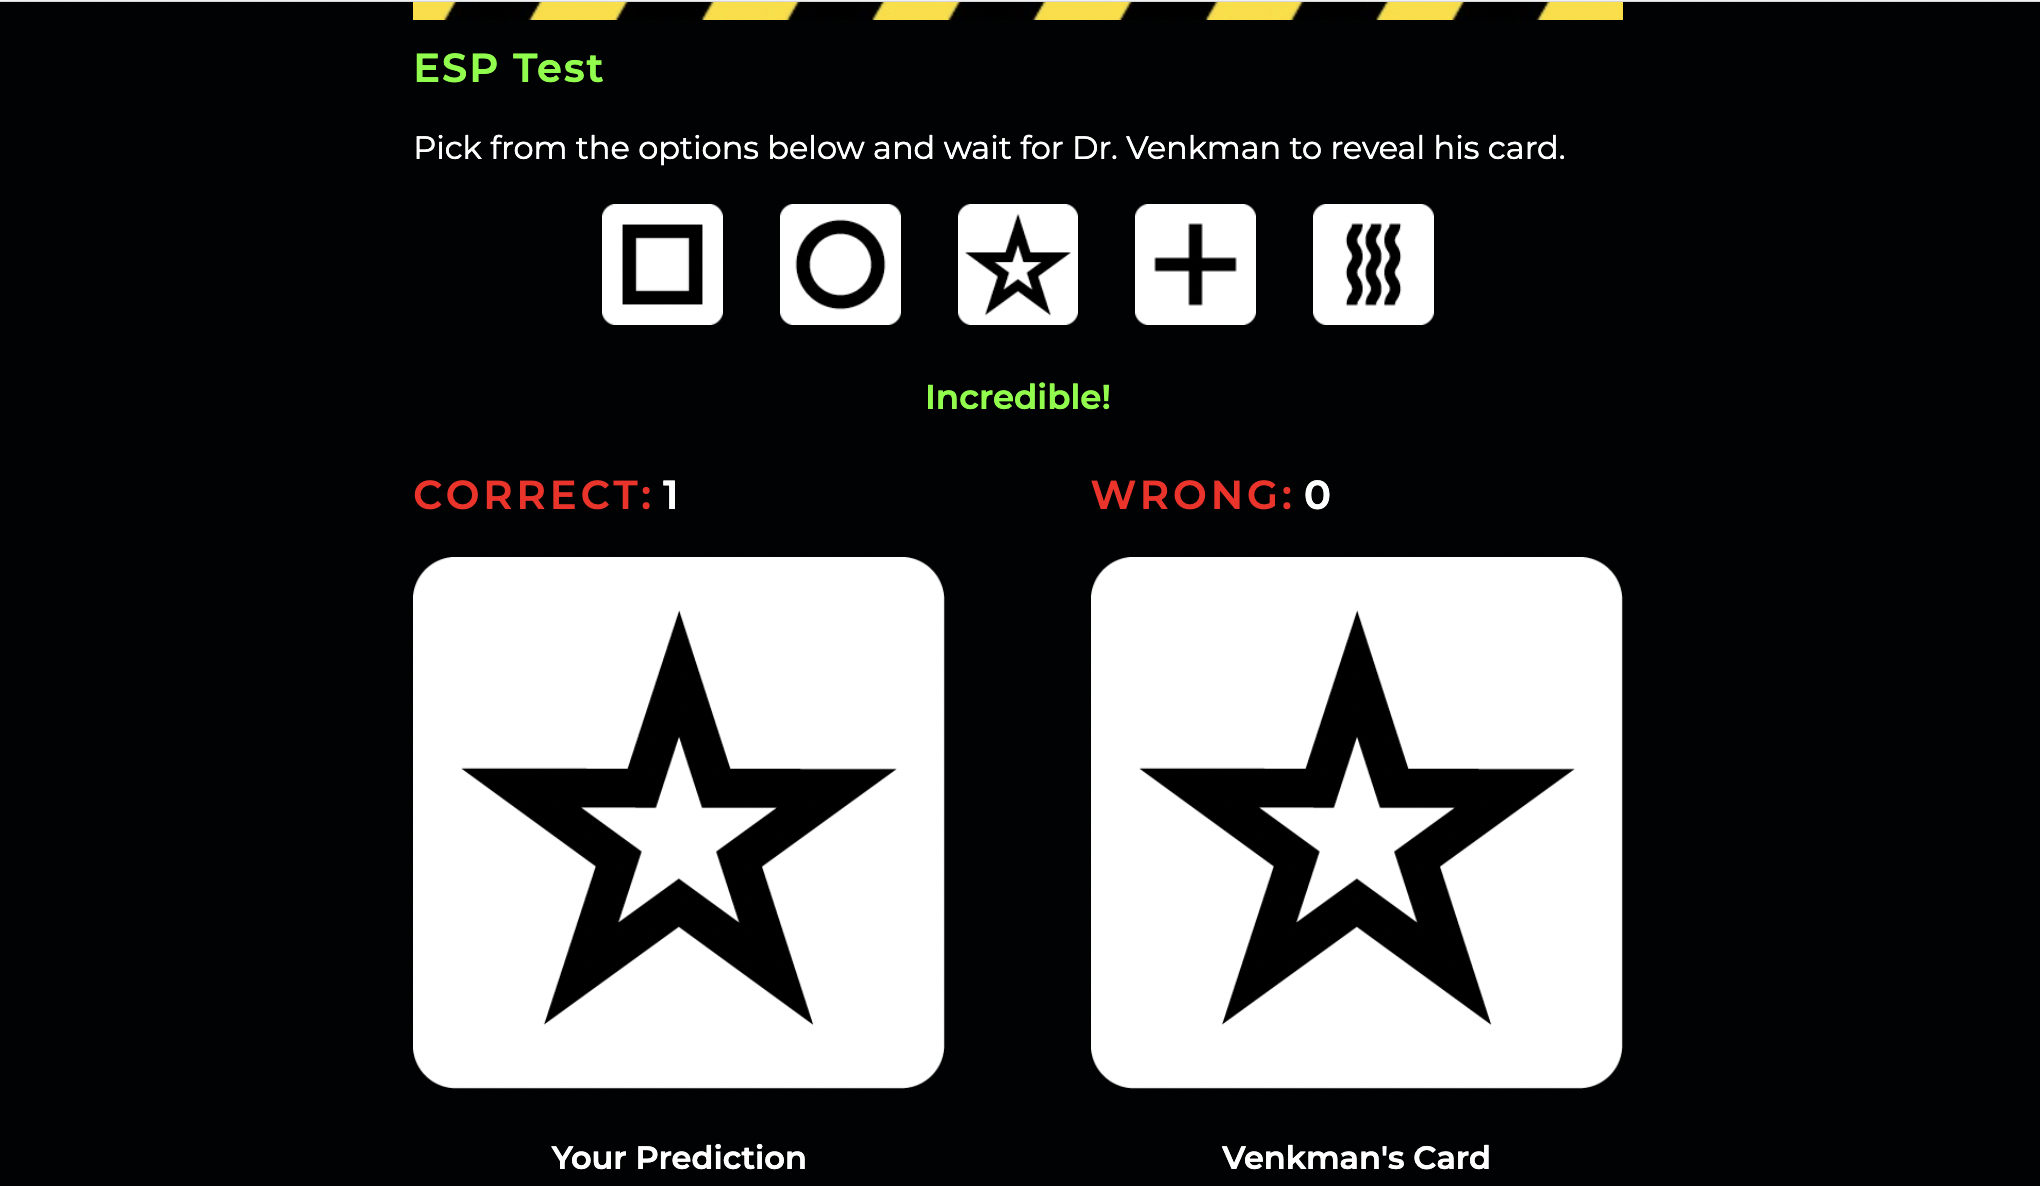 ESP Test
Pick from the options below and wait for Dr. Venkman to reveal his card.
Incredible!
CORRECT: 1
WRONG: 0
Your Prediction
Venkman's Card